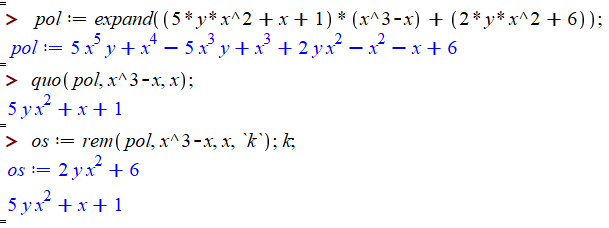 > pol := expand((5*y*x^2 + x + 1) * (x^3-x) + (2*y*x^2 + 6));
pol := 5 x^5 y + x^4 − 5 x^3 y + x^3 + 2 y x^2 − x^2 − x + 6
> quo( pol, x^3-x, x);
5 y x^2 + x + 1
> os := rem( pol, x^3-x, x, `k`); k;
os := 2 y x^2 + 6
5 y x^2 + x + 1